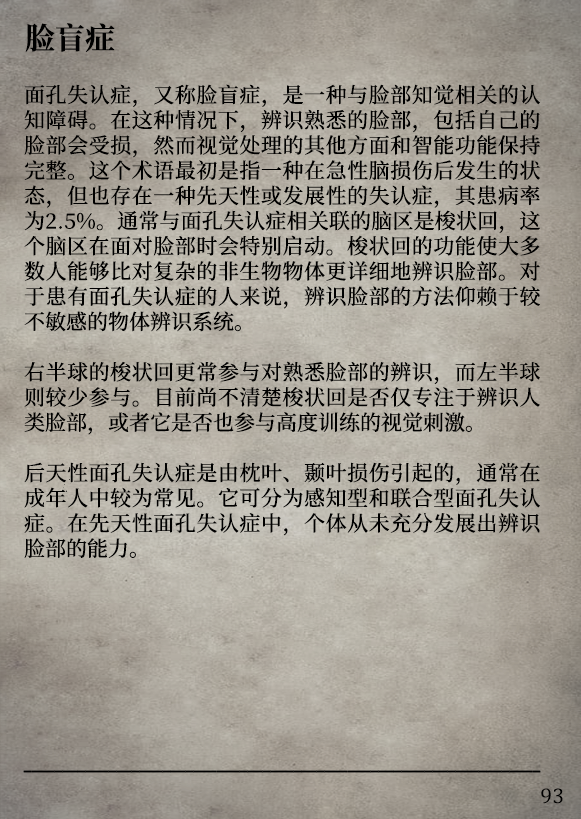 脸盲症
面孔失认症，又称脸盲症，是一种与脸部知觉相关的认
知障碍。在这种情况下，辨识熟悉的脸部，包括自己的
脸部会受损，然而视觉处理的其他方面和智能功能保持
完整。这个术语最初是指一种在急性脑损伤后发生的状
态，但也存在一种先天性或发展性的失认症，其患病率
为2.5%。通常与面孔失认症相关联的脑区是梭状回，这
个脑区在面对脸部时会特别启动。梭状回的功能使大多
数人能够比对复杂的非生物物体更详细地辨识脸部。对
于患有面孔失认症的人来说，辨识脸部的方法仰赖于较
不敏感的物体辨识系统。
右半球的梭状回更常参与对熟悉脸部的辨识，而左半球
则较少参与。目前尚不清楚梭状回是否仅专注于辨识人
类脸部，或者它是否也参与高度训练的视觉刺激。
后天性面孔失认症是由枕叶、颞叶损伤引起的，通常在
成年人中较为常见。它可分为感知型和联合型面孔失认
症。在先天性面孔失认症中，个体从未充分发展出辨识
脸部的能力。
93